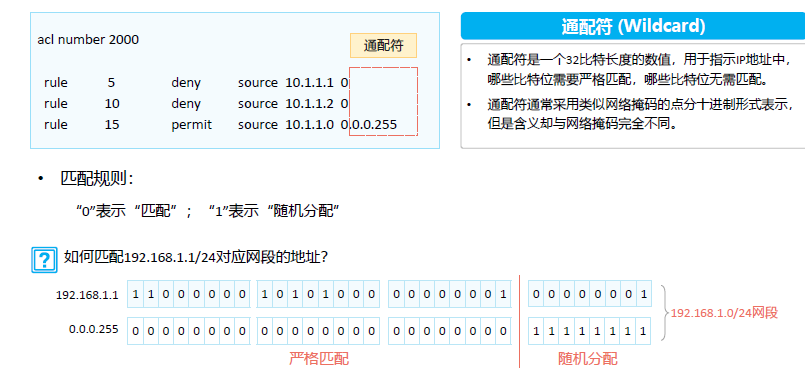 acl number 2000
通配符
rule 5 deny source 10.1.1.1 0
rule 10 deny source 10.1.1.2 0
rule 15 permit source 10.1.1.0 0.0.0.255
通配符 (Wildcard)
• 通配符是一个32比特长度的数值，用于指示IP地址中，
哪些比特位需要严格匹配，哪些比特位无需匹配。
• 通配符通常采用类似网络掩码的点分十进制形式表示，
但是含义却与网络掩码完全不同。
• 匹配规则：
“0”表示“匹配”；“1”表示“随机分配”
? 如何匹配192.168.1.1/24对应网段的地址?
192.168.1.1 1 1 0 0 0 0 0 0 1 0 1 0 1 0 0 0 0 0 0 0 0 0 0 1 0 0 0 0 0 0 0 1
0.0.0.255 0 0 0 0 0 0 0 0 0 0 0 0 0 0 0 0 0 0 0 0 0 0 0 0 1 1 1 1 1 1 1 1
192.168.1.0/24网段
严格匹配 随机分配